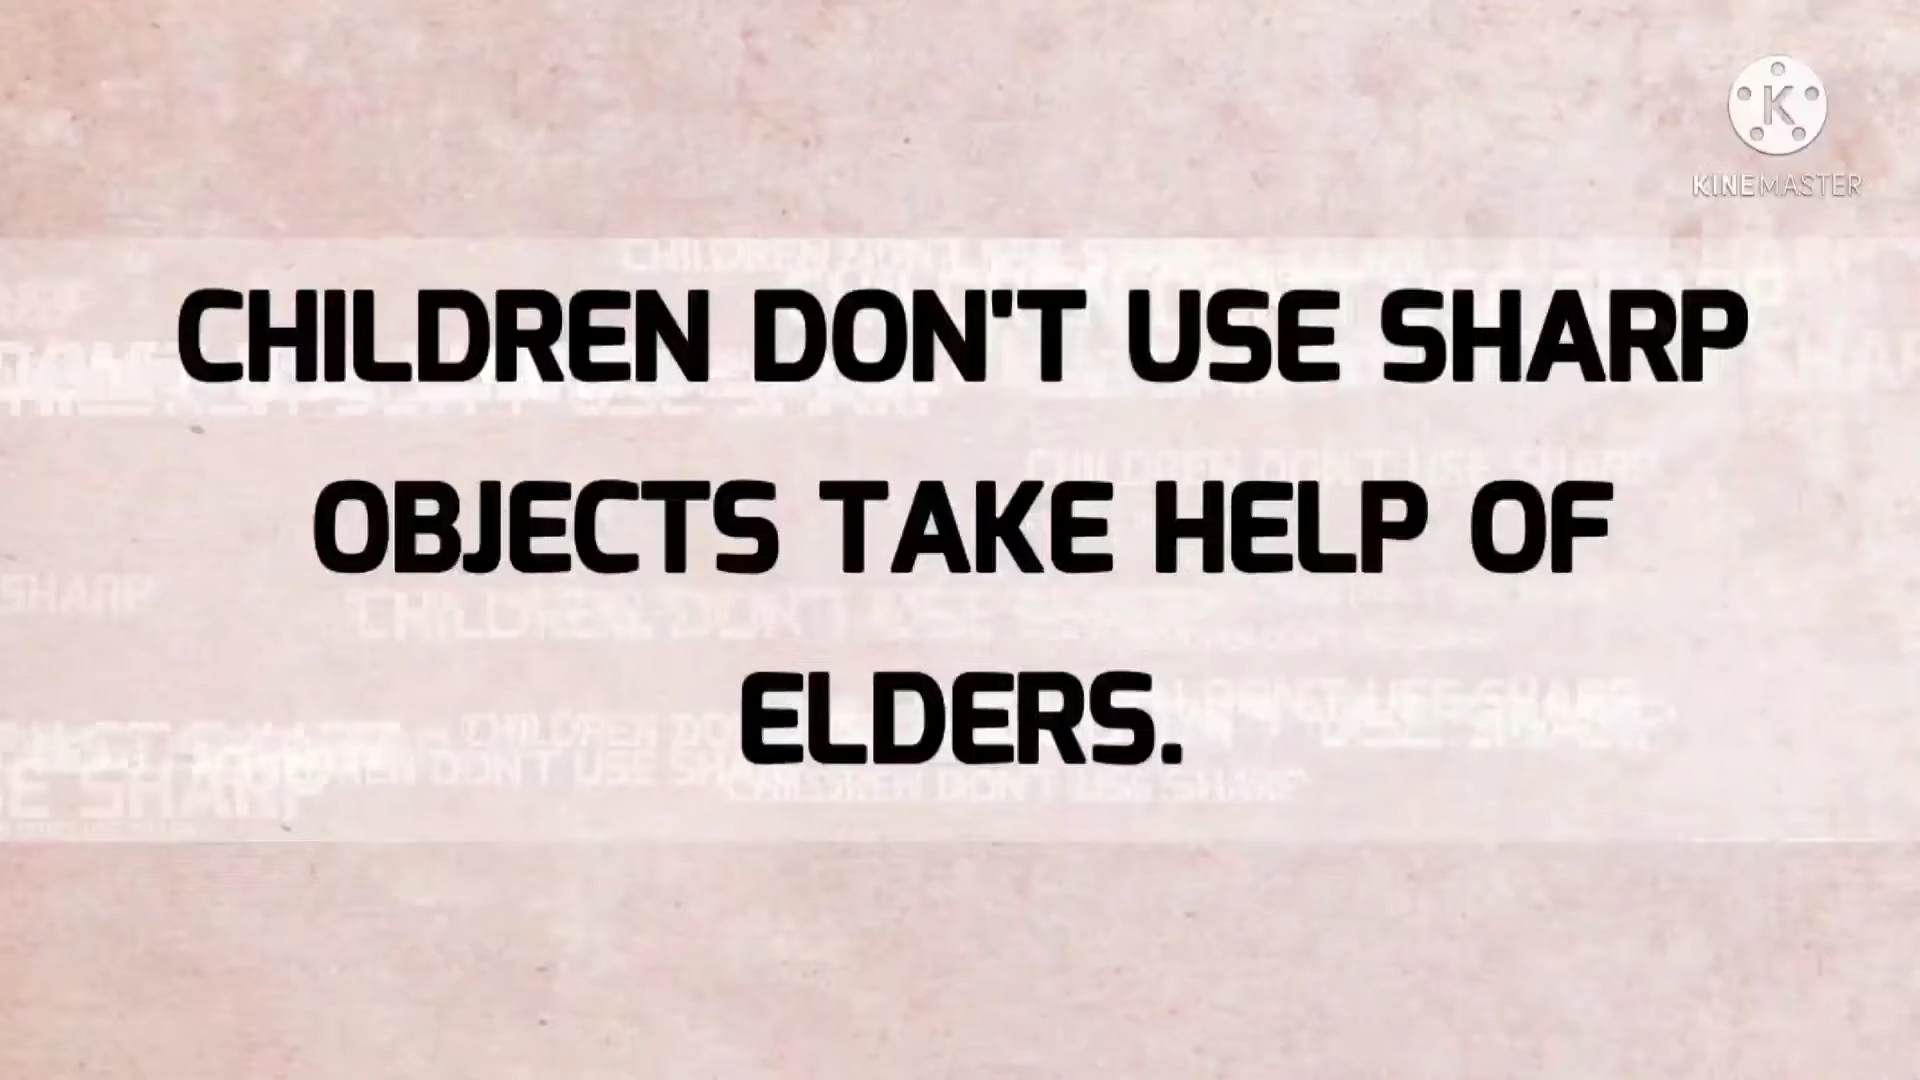 KINEMASTER
CHILDREN DON'T USE SHARP
OBJECTS TAKE HELP OF
ELDERS.